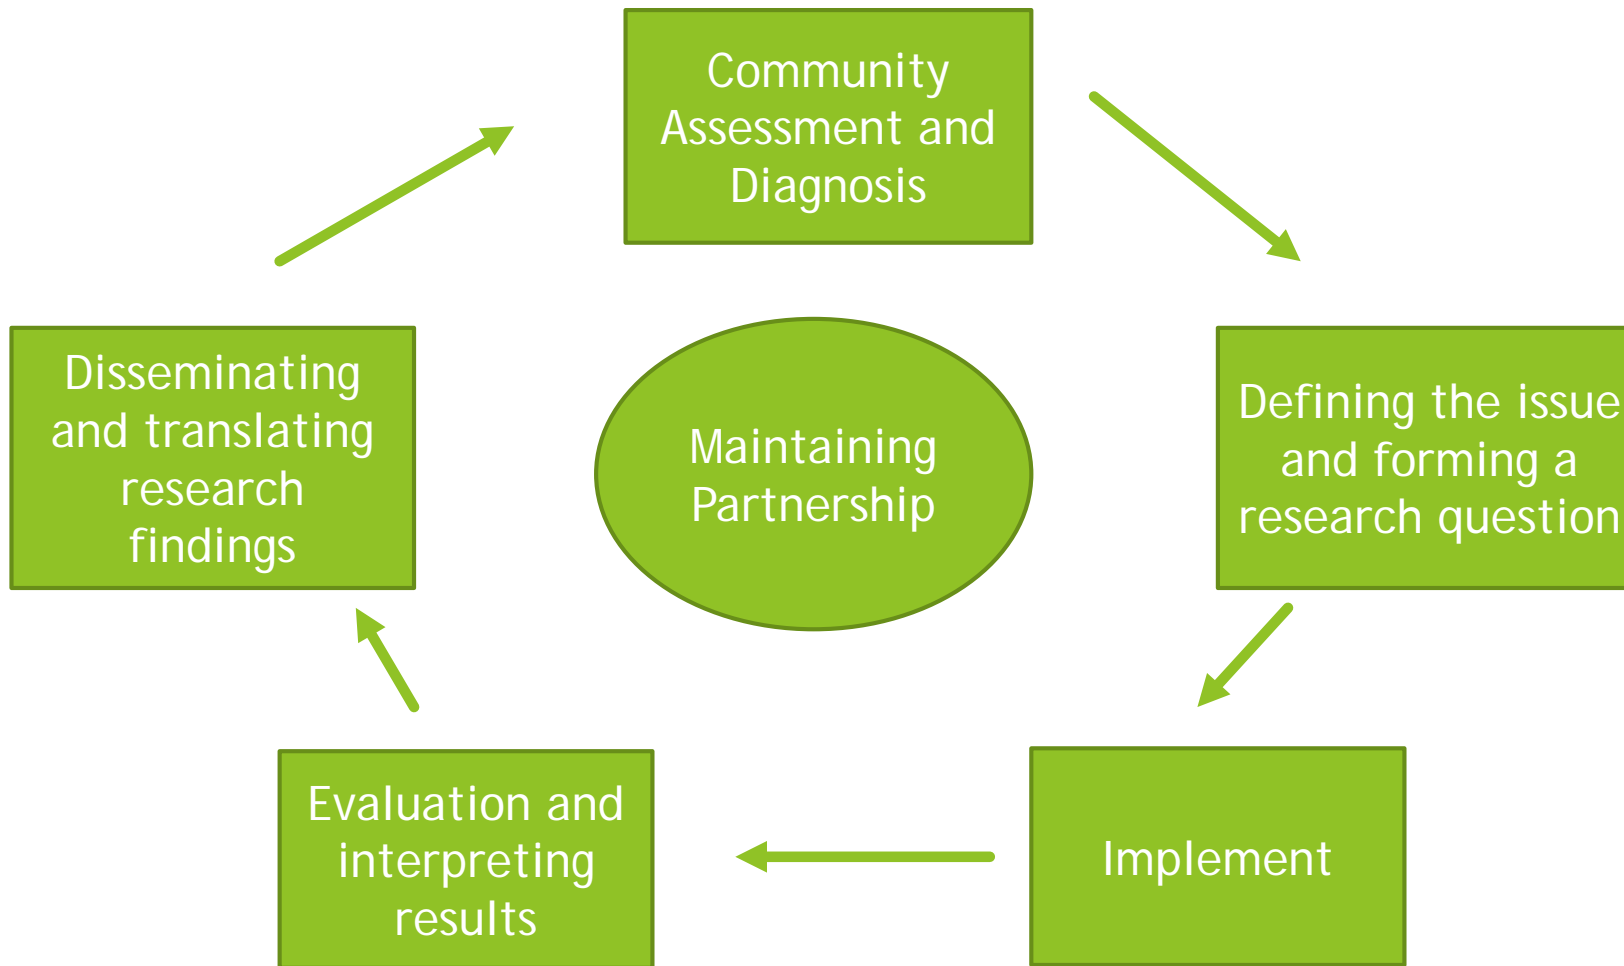 Community
Assessment and
Diagnosis
Disseminating
and translating
research
findings
Maintaining
Partnership
Defining the issue
and forming a
research question
Evaluation and
interpreting
results
Implement